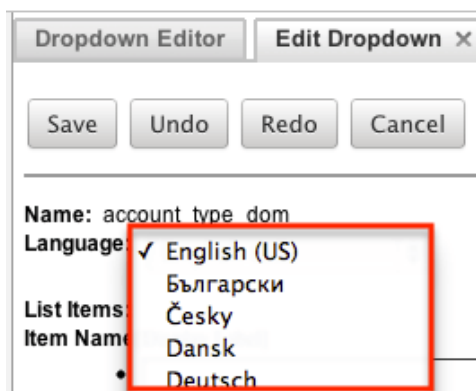 Dropdown Editor Edit Dropdown ×
Save Undo Redo Cancel
Name: account_type_dom
Language: ✓ English (US)
Български
List Items:
Česky
Item Name
Dansk
Deutsch